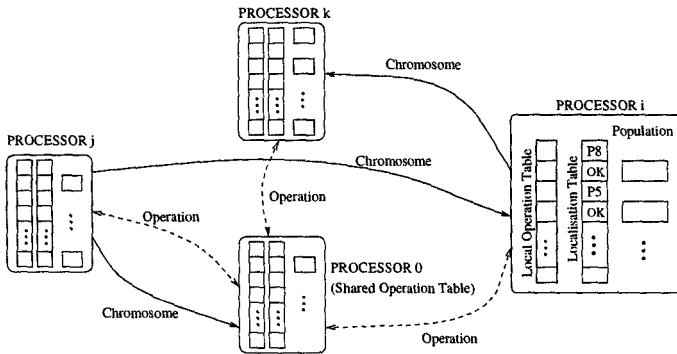 PROCESSOR k
Chromosome
PROCESSOR i
Population
PROCESSOR j
Chromosome
Local Operation Table
Localisation Table
P8
OK
P5
OK
Operation
Operation
PROCESSOR 0
(Shared Operation Table)
Chromosome
Operation